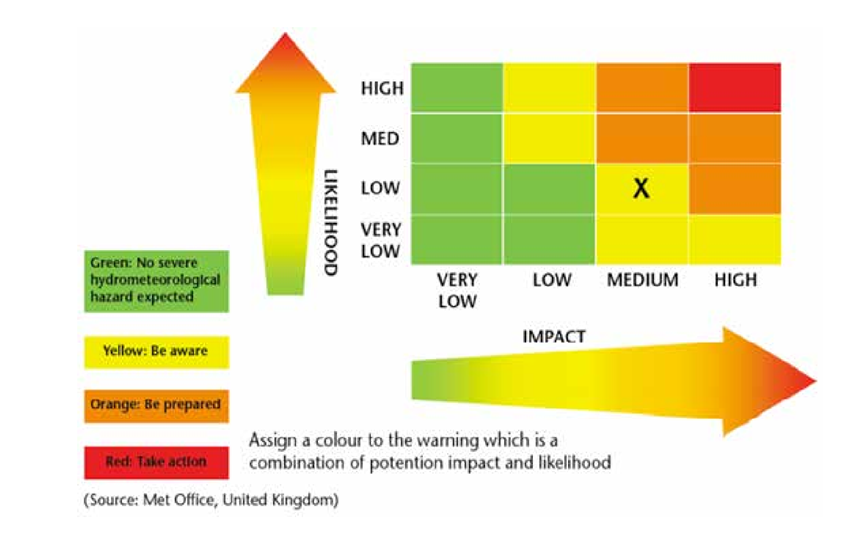 HIGH
MED
LOW
X
VERY
LOW
LIKELIHOOD
VERY
LOW
LOW
MEDIUM
HIGH
IMPACT
Green: No severe
hydrometeorological
hazard expected
Yellow: Be aware
Orange: Be prepared
Red: Take action
Assign a colour to the warning which is a
combination of potention impact and likelihood
(Source: Met Office, United Kingdom)